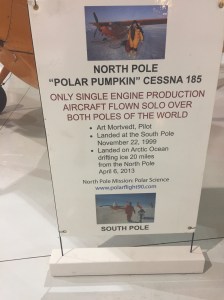 NORTH POLE
"POLAR PUMPKIN" CESSNA 185
ONLY SINGLE ENGINE PRODUCTION
AIRCRAFT FLOWN SOLO OVER
BOTH POLES OF THE WORLD
• Art Mortvedt, Pilot
• Landed at the South Pole
November 22, 1999
• Landed on Arctic Ocean
drifting ice 20 miles
from the North Pole
April 6, 2013
North Pole Mission: Polar Science
www.polarflight90.com
SOUTH POLE